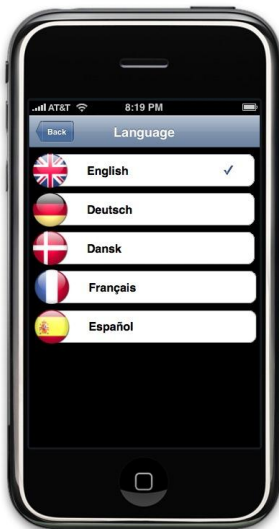 AT&T 8:19 PM
Back Language
English
Deutsch
Dansk
Français
Español